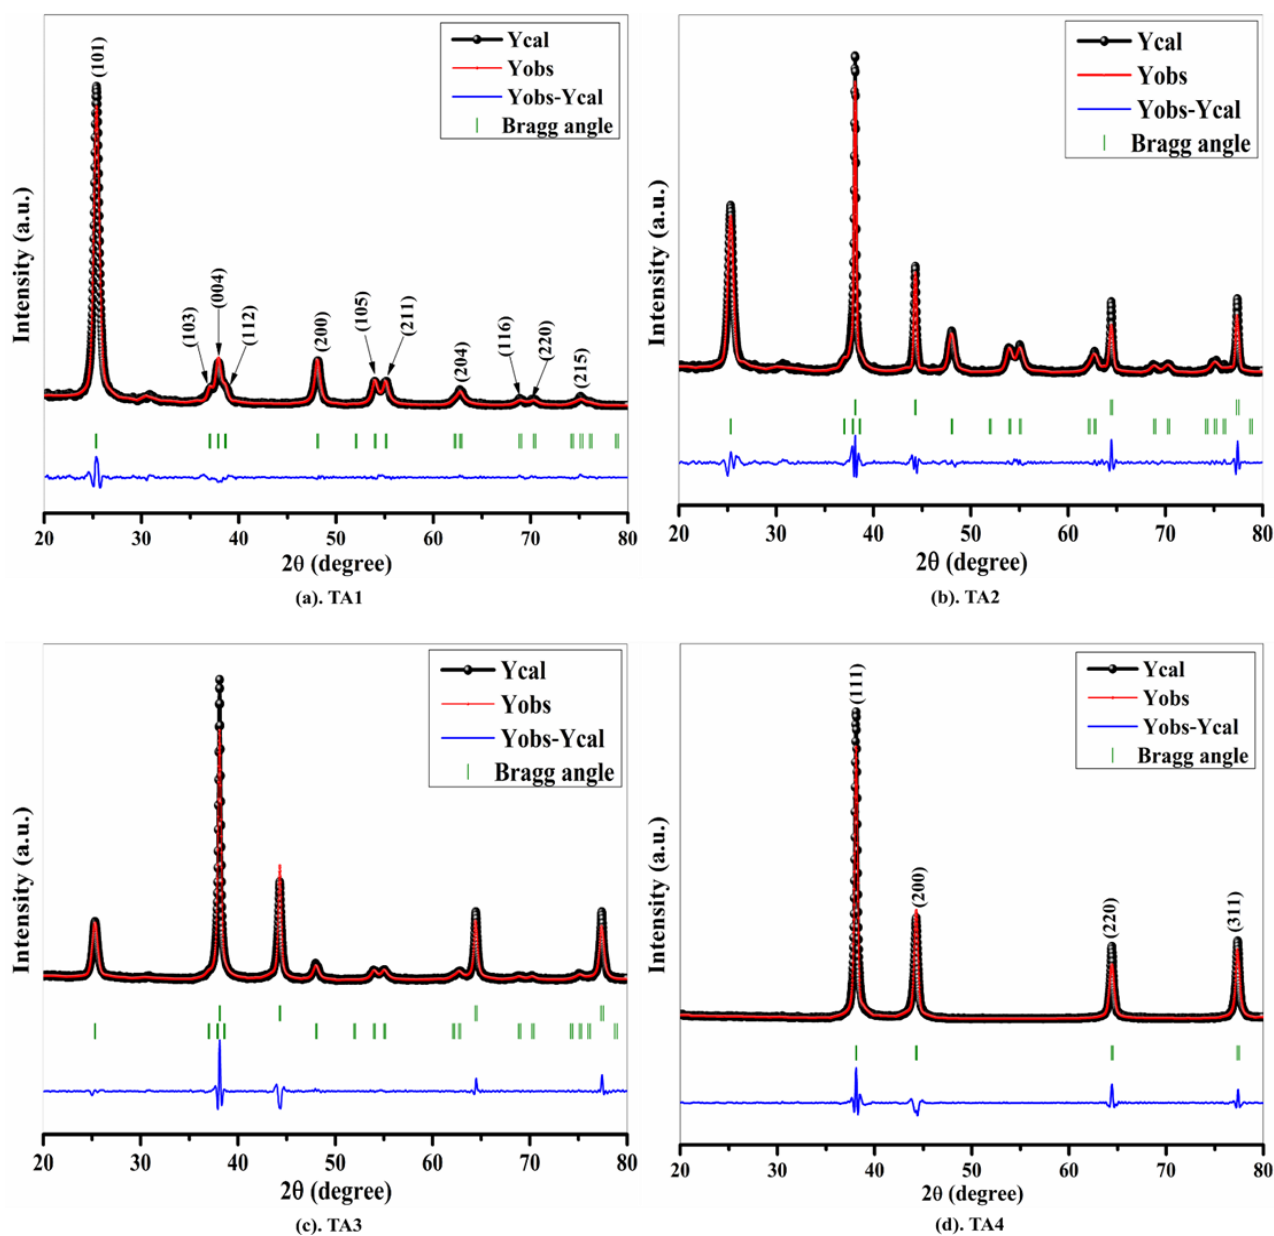 Ycal
Yobs
Yobs-Ycal
Bragg angle
(101)
(103)
(004)
(112)
(200)
(105)
(211)
(204)
(116)
(220)
(215)
Intensity (a.u.)
20 30 40 50 60 70 80
2θ (degree)
(a). TA1
Ycal
Yobs
Yobs-Ycal
Bragg angle
Intensity (a.u.)
20 30 40 50 60 70 80
2θ (degree)
(b). TA2
Ycal
Yobs
Yobs-Ycal
Bragg angle
Intensity (a.u.)
20 30 40 50 60 70 80
2θ (degree)
(c). TA3
Ycal
Yobs
Yobs-Ycal
Bragg angle
(111)
(200)
(220)
(311)
Intensity (a.u.)
20 30 40 50 60 70 80
2θ (degree)
(d). TA4